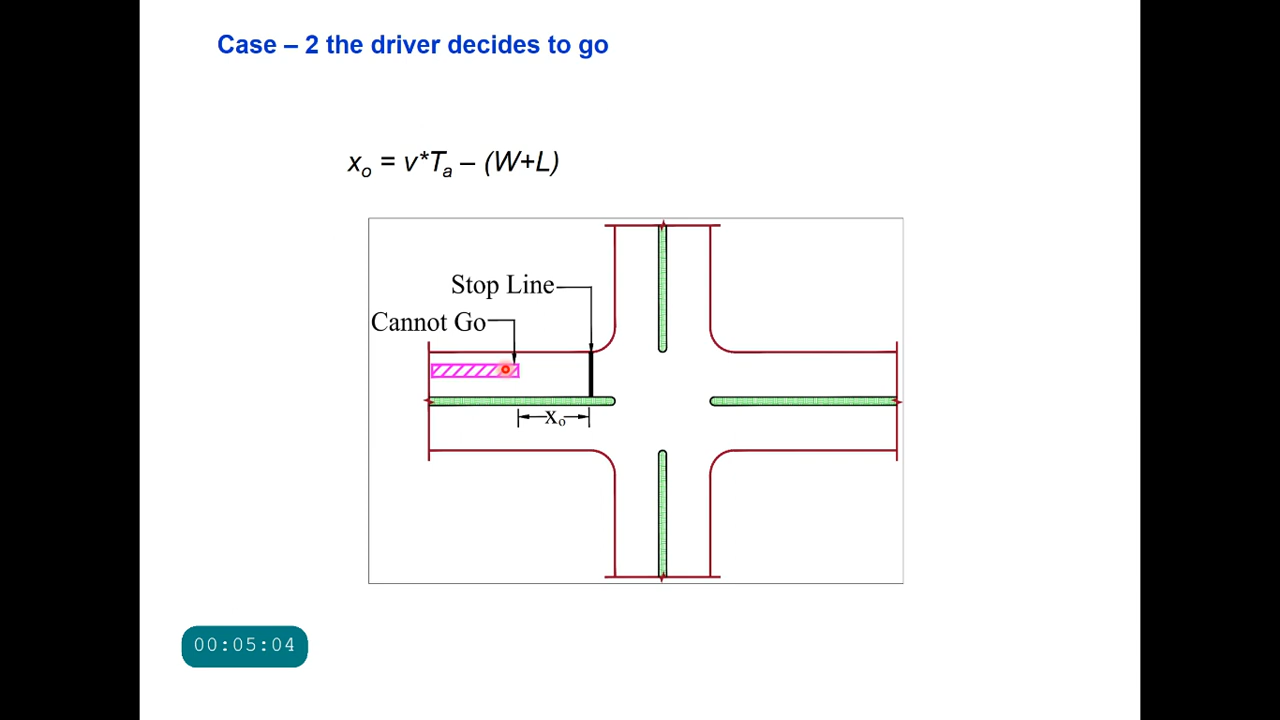 Case – 2 the driver decides to go
xₒ = v*Tₐ – (W+L)
Stop Line
Cannot Go
xₒ
00:05:04